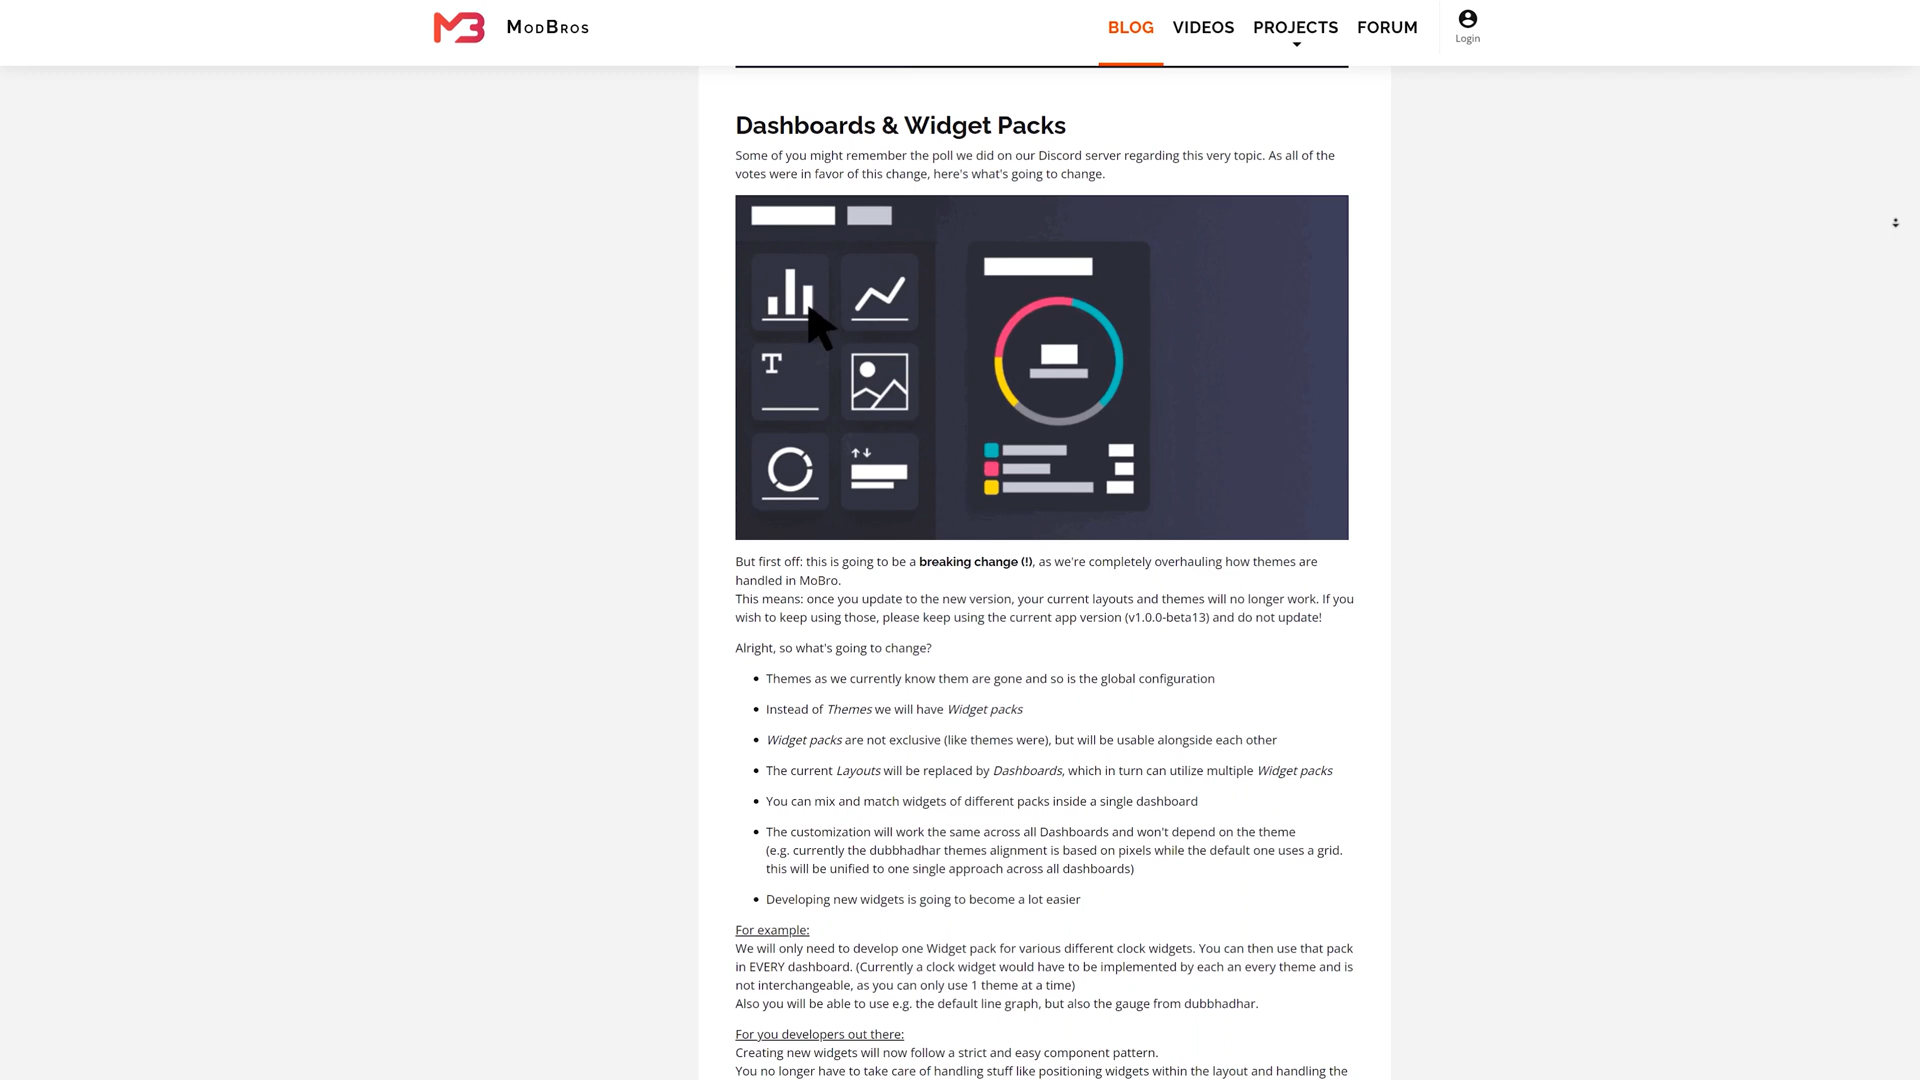 MODBROS
BLOG VIDEOS PROJECTS FORUM
Login
Dashboards & Widget Packs
Some of you might remember the poll we did on our Discord server regarding this very topic. As all of the
votes were in favor of this change, here's what's going to change.
T
But first off: this is going to be a breaking change (!), as we're completely overhauling how themes are
handled in MoBro.
This means: once you update to the new version, your current layouts and themes will no longer work. If you
wish to keep using those, please keep using the current app version (v1.0.0-beta13) and do not update!
Alright, so what's going to change?
• Themes as we currently know them are gone and so is the global configuration
• Instead of Themes we will have Widget packs
• Widget packs are not exclusive (like themes were), but will be usable alongside each other
• The current Layouts will be replaced by Dashboards, which in turn can utilize multiple Widget packs
• You can mix and match widgets of different packs inside a single dashboard
• The customization will work the same across all Dashboards and won't depend on the theme
(e.g. currently the dubbhadhar themes alignment is based on pixels while the default one uses a grid.
this will be unified to one single approach across all dashboards)
• Developing new widgets is going to become a lot easier
For example:
We will only need to develop one Widget pack for various different clock widgets. You can then use that pack
in EVERY dashboard. (Currently a clock widget would have to be implemented by each an every theme and is
not interchangeable, as you can only use 1 theme at a time)
Also you will be able to use e.g. the default line graph, but also the gauge from dubbhadhar.
For you developers out there:
Creating new widgets will now follow a strict and easy component pattern.
You no longer have to take care of handling stuff like positioning widgets within the layout and handling the